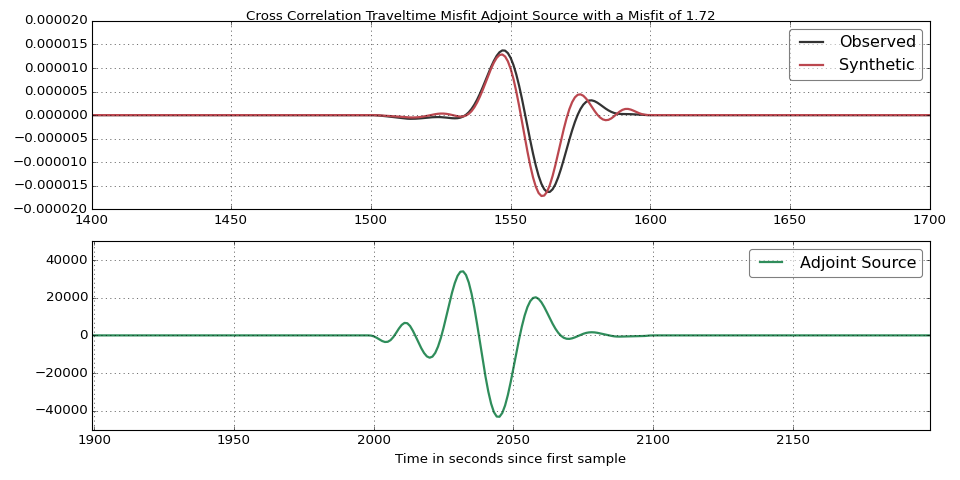 Cross Correlation Traveltime Misfit Adjoint Source with a Misfit of 1.72
0.000020
0.000015
0.000010
0.000005
0.000000
−0.000005
−0.000010
−0.000015
−0.000020
Observed
Synthetic
1400 1450 1500 1550 1600 1650 1700
40000
20000
0
−20000
−40000
Adjoint Source
1900 1950 2000 2050 2100 2150
Time in seconds since first sample